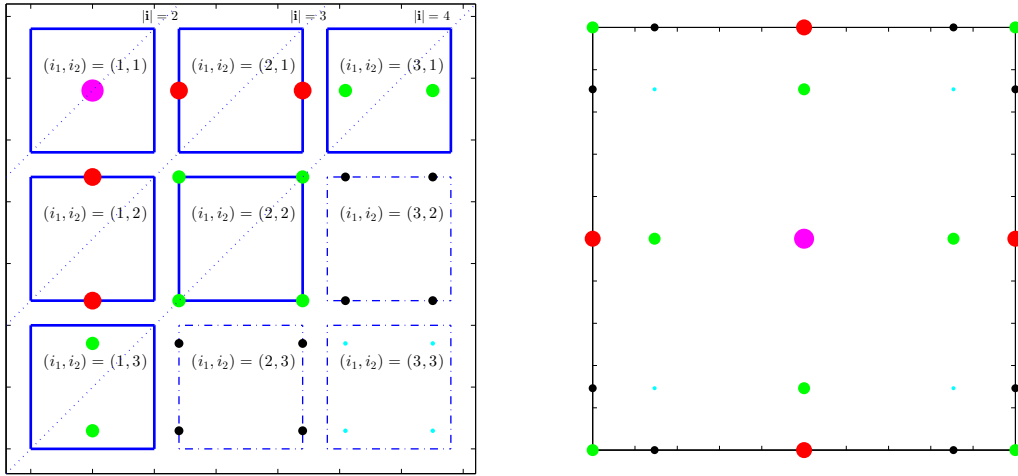 |i| = 2 |i| = 3 |i| = 4
(i₁, i₂) = (1, 1) (i₁, i₂) = (2, 1) (i₁, i₂) = (3, 1)
(i₁, i₂) = (1, 2) (i₁, i₂) = (2, 2) (i₁, i₂) = (3, 2)
(i₁, i₂) = (1, 3) (i₁, i₂) = (2, 3) (i₁, i₂) = (3, 3)